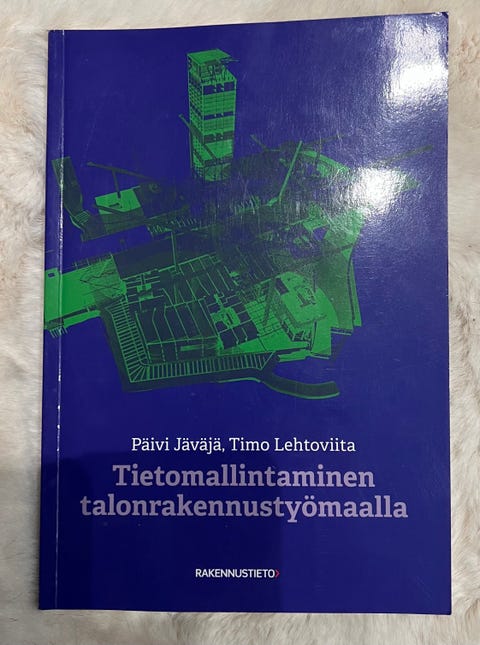 Päivi Jäväjä, Timo Lehtoviita
Tietomallintaminen
talonrakennustyömaalla
RAKENNUSTIETO>